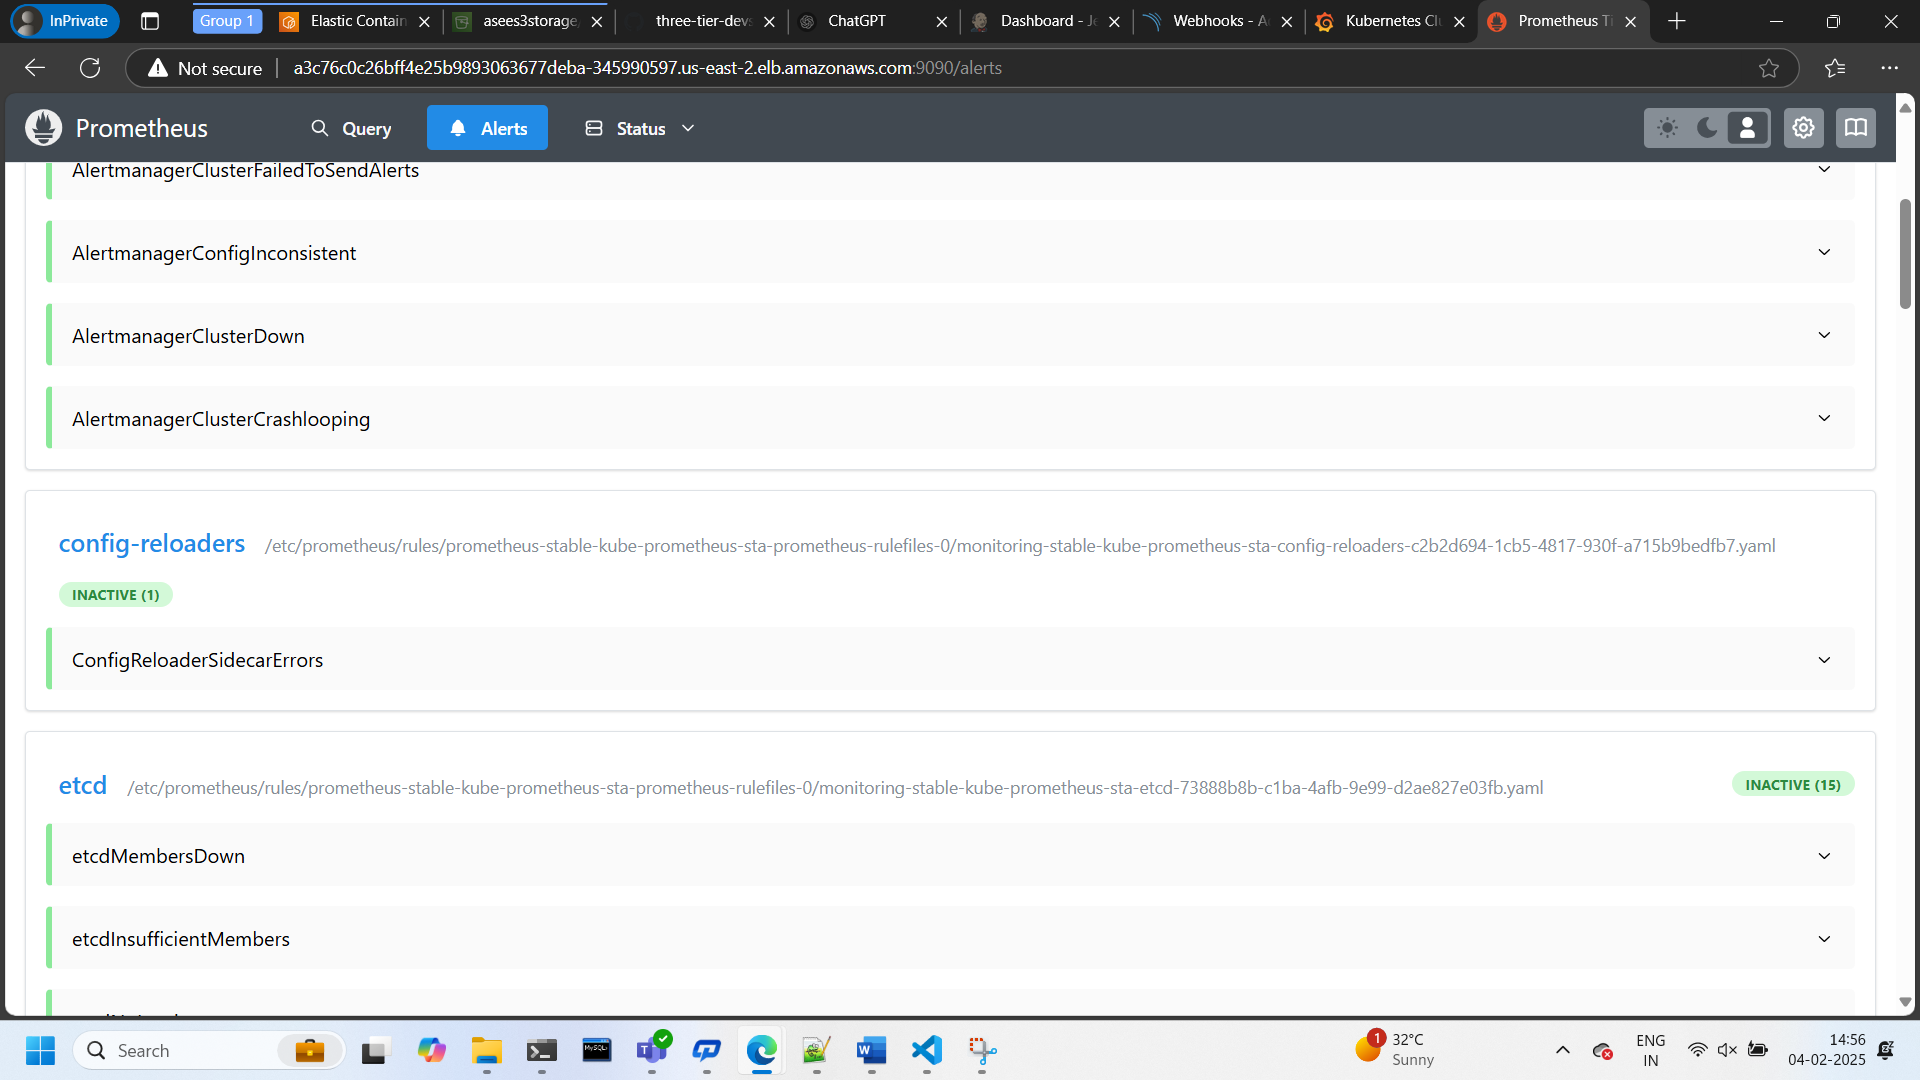 InPrivate
Group 1
Elastic Contain
asees3storage
three-tier-devs
ChatGPT
Dashboard - Je
Webhooks - A
Kubernetes Clu
Prometheus Ti
Not secure
a3c76c0c26bff4e25b9893063677deba-345990597.us-east-2.elb.amazonaws.com:9090/alerts
Prometheus
Query
Alerts
Status
AlertmanagerClusterFailedToSendAlerts
AlertmanagerConfigInconsistent
AlertmanagerClusterDown
AlertmanagerClusterCrashlooping
config-reloaders /etc/prometheus/rules/prometheus-stable-kube-prometheus-sta-prometheus-rulefiles-0/monitoring-stable-kube-prometheus-sta-config-reloaders-c2b2d694-1cb5-4817-930f-a715b9bedfb7.yaml
INACTIVE (1)
ConfigReloaderSidecarErrors
etcd /etc/prometheus/rules/prometheus-stable-kube-prometheus-sta-prometheus-rulefiles-0/monitoring-stable-kube-prometheus-sta-etcd-73888b8b-c1ba-4afb-9e99-d2ae827e03fb.yaml INACTIVE (15)
etcdMembersDown
etcdInsufficientMembers
Search
MySQL
1
32°C
Sunny
ENG
IN
14:56
04-02-2025